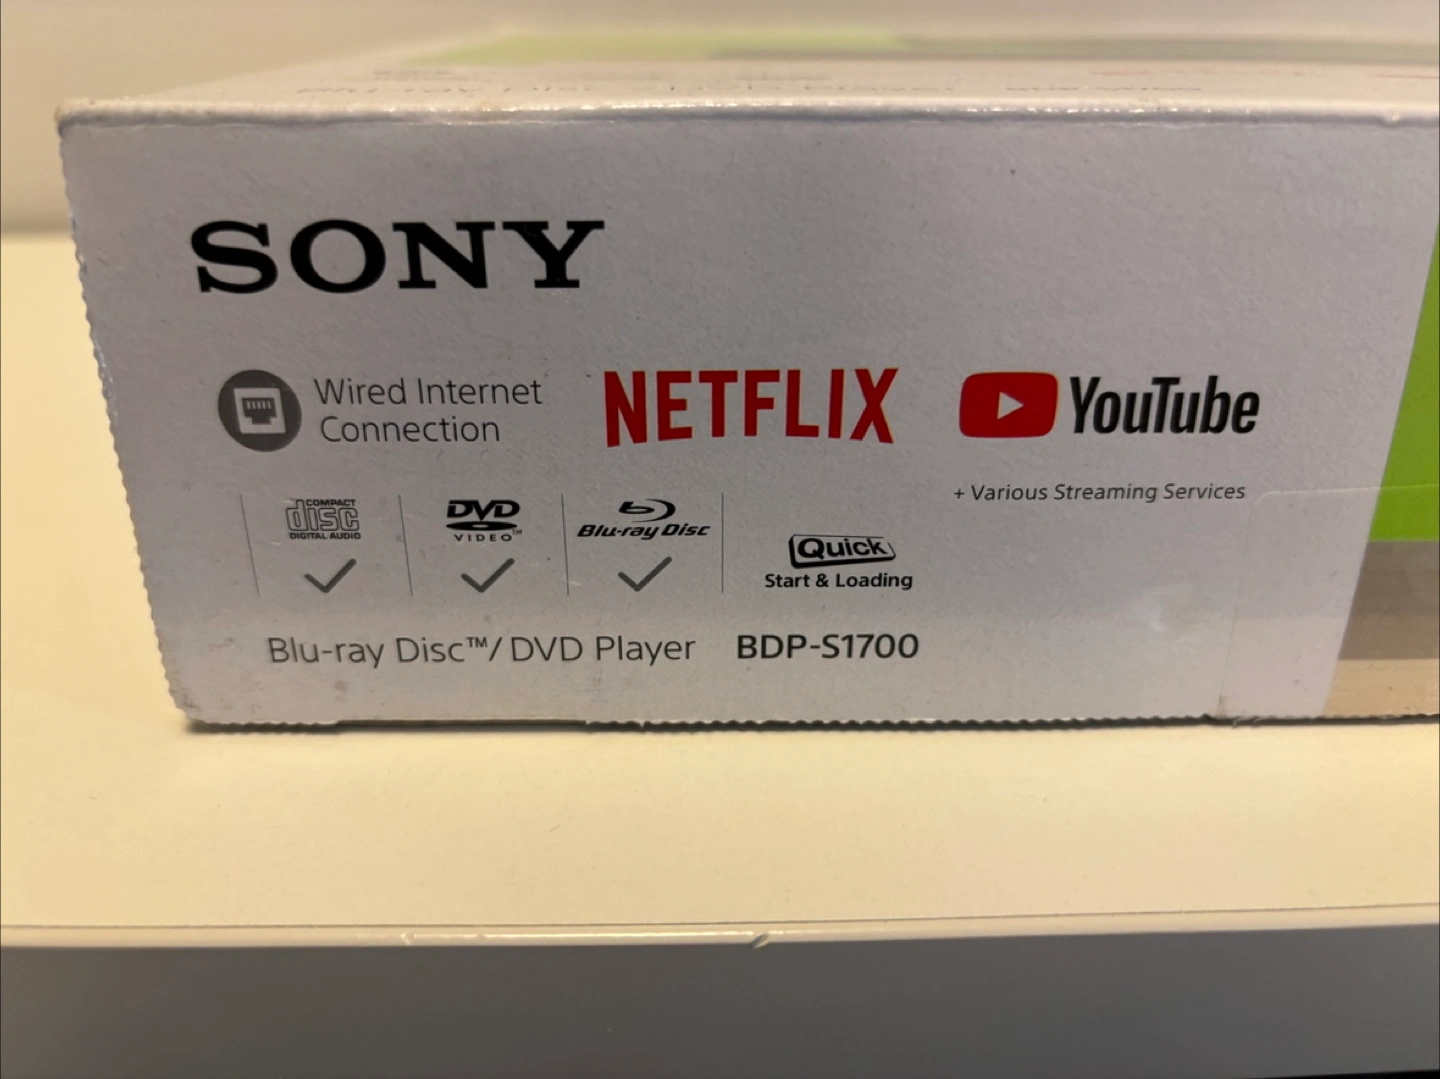 SONY
Wired Internet
Connection
NETFLIX
YouTube
+ Various Streaming Services
COMPACT
disc
DIGITAL AUDIO
DVD
VIDEO™
Blu-ray Disc
Quick
Start & Loading
Blu-ray Disc™/DVD Player BDP-S1700